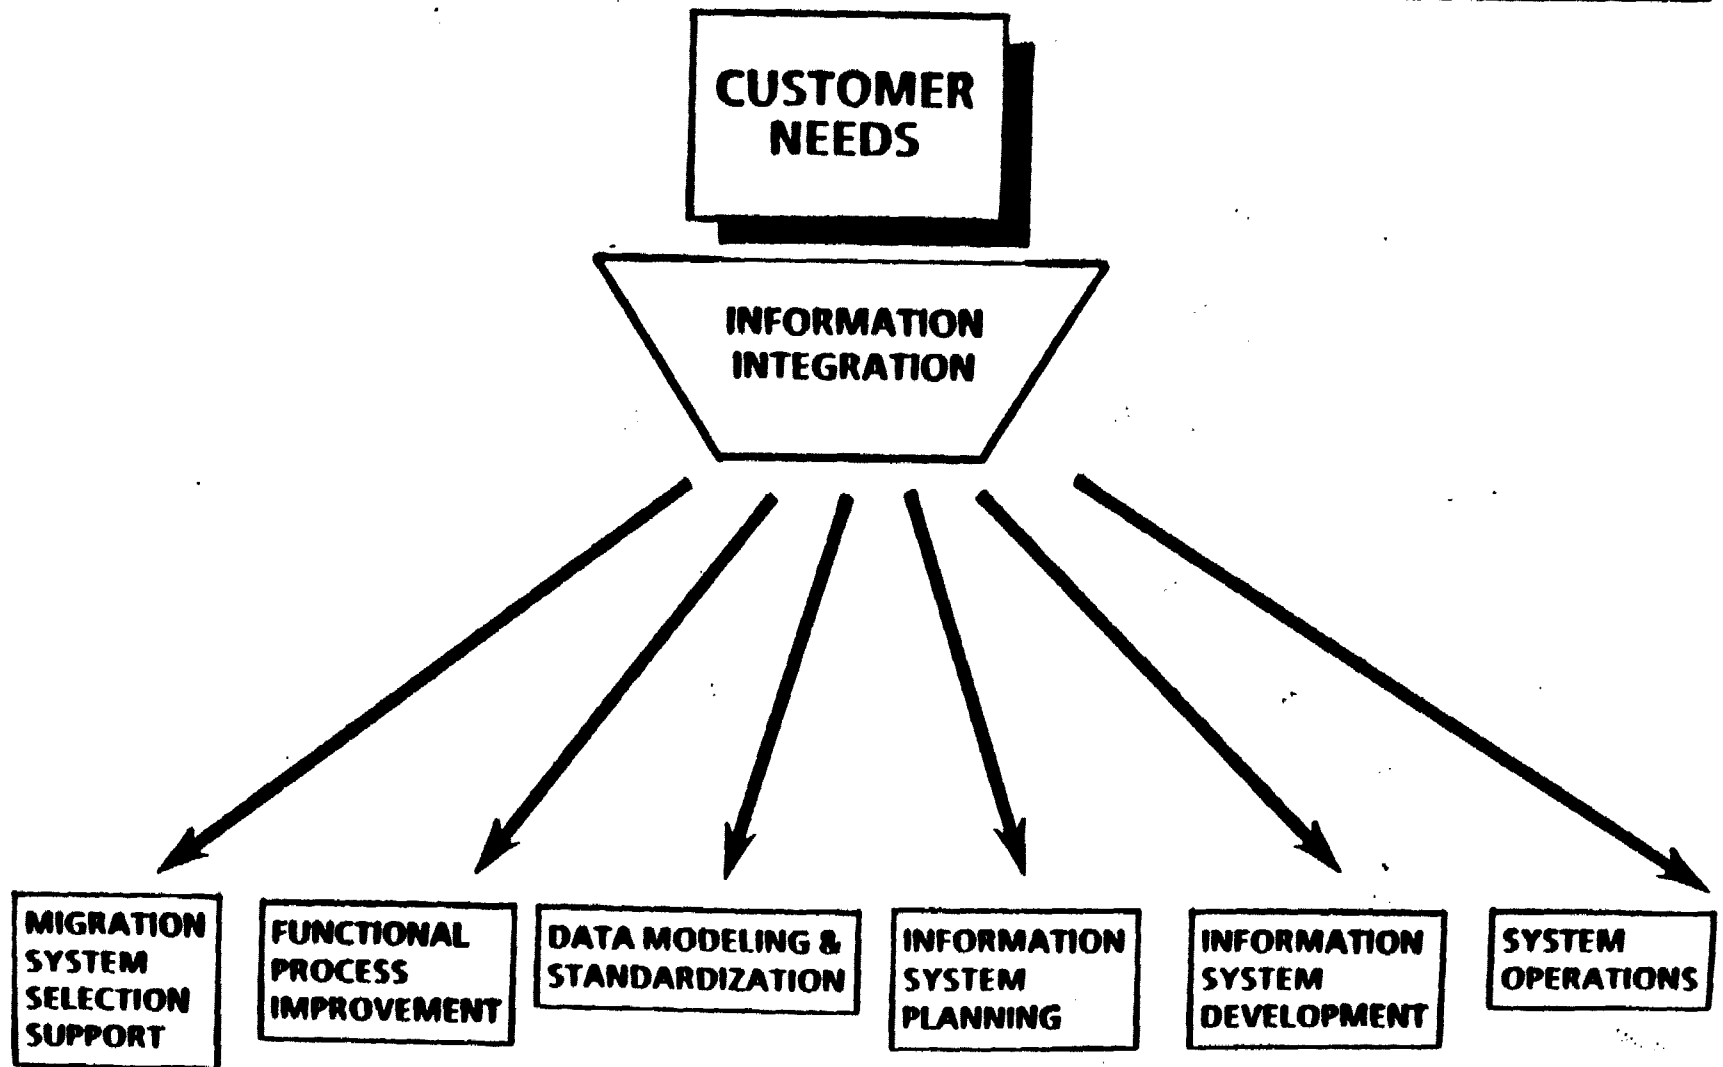 CUSTOMER
NEEDS
INFORMATION
INTEGRATION
MIGRATION
SYSTEM
SELECTION
SUPPORT
FUNCTIONAL
PROCESS
IMPROVEMENT
DATA MODELING &
STANDARDIZATION
INFORMATION
SYSTEM
PLANNING
INFORMATION
SYSTEM
DEVELOPMENT
SYSTEM
OPERATIONS